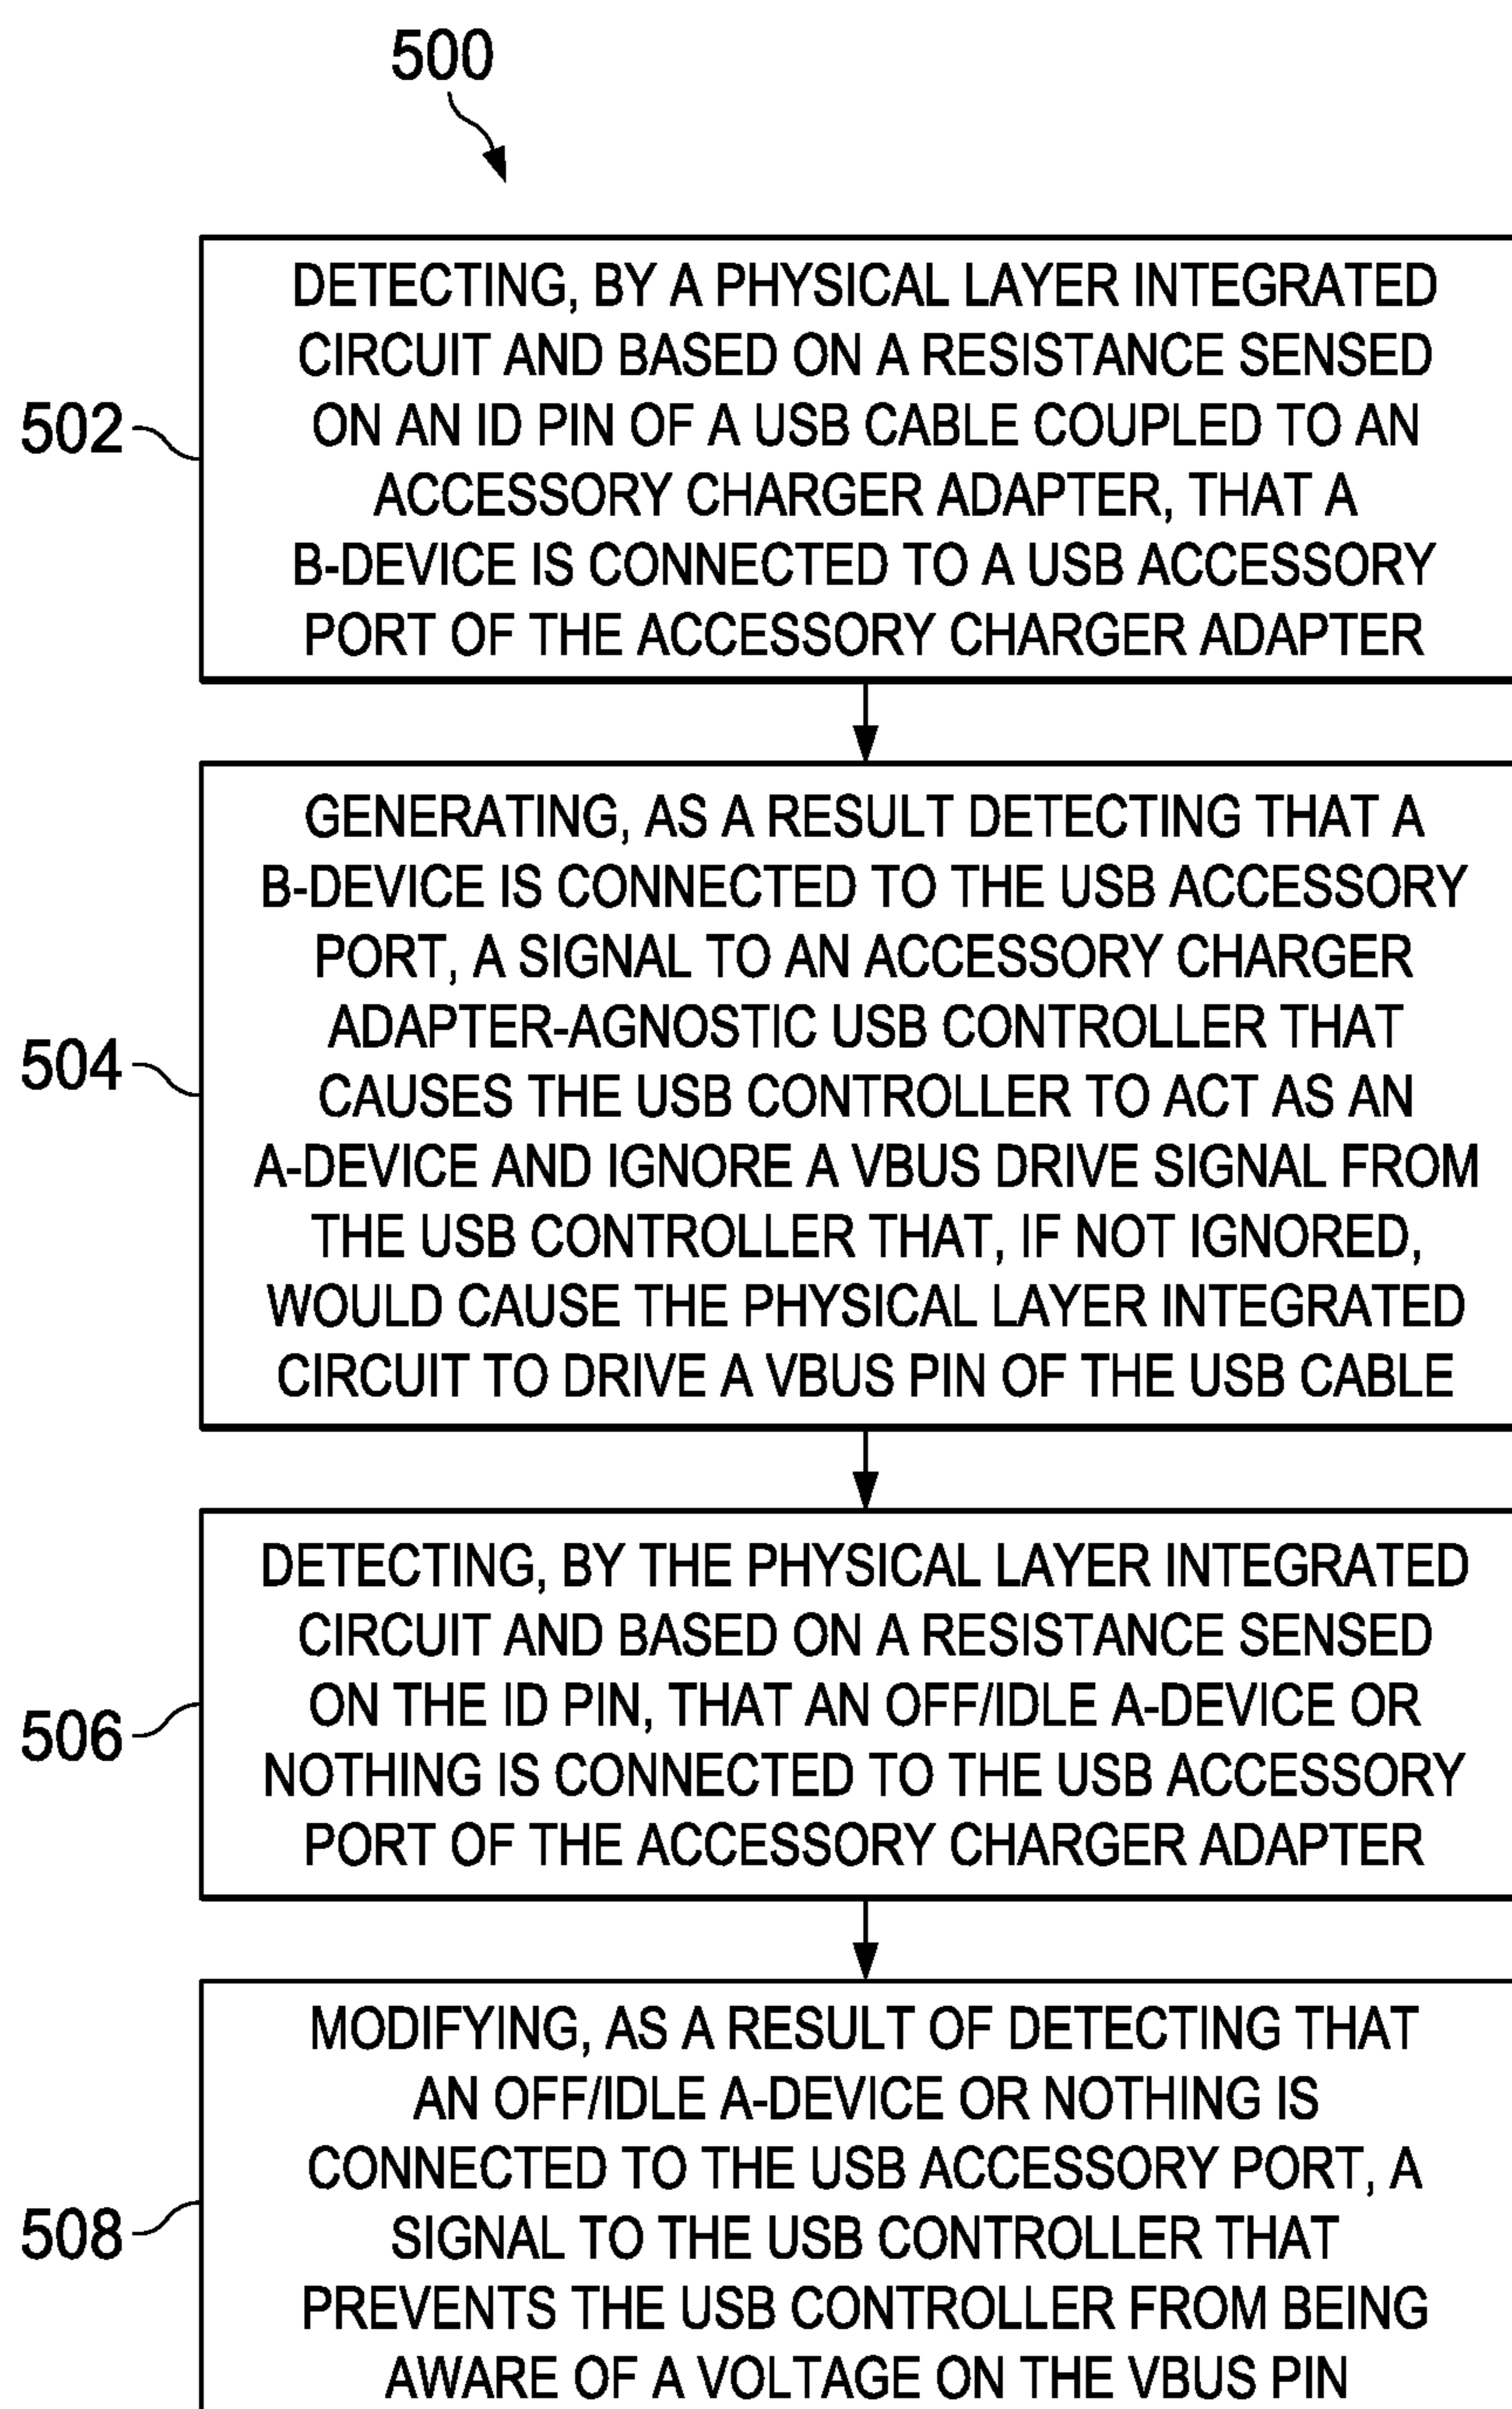 500
502
DETECTING, BY A PHYSICAL LAYER INTEGRATED
CIRCUIT AND BASED ON A RESISTANCE SENSED
ON AN ID PIN OF A USB CABLE COUPLED TO AN
ACCESSORY CHARGER ADAPTER, THAT A
B-DEVICE IS CONNECTED TO A USB ACCESSORY
PORT OF THE ACCESSORY CHARGER ADAPTER
504
GENERATING, AS A RESULT DETECTING THAT A
B-DEVICE IS CONNECTED TO THE USB ACCESSORY
PORT, A SIGNAL TO AN ACCESSORY CHARGER
ADAPTER-AGNOSTIC USB CONTROLLER THAT
CAUSES THE USB CONTROLLER TO ACT AS AN
A-DEVICE AND IGNORE A VBUS DRIVE SIGNAL FROM
THE USB CONTROLLER THAT, IF NOT IGNORED,
WOULD CAUSE THE PHYSICAL LAYER INTEGRATED
CIRCUIT TO DRIVE A VBUS PIN OF THE USB CABLE
506
DETECTING, BY THE PHYSICAL LAYER INTEGRATED
CIRCUIT AND BASED ON A RESISTANCE SENSED
ON THE ID PIN, THAT AN OFF/IDLE A-DEVICE OR
NOTHING IS CONNECTED TO THE USB ACCESSORY
PORT OF THE ACCESSORY CHARGER ADAPTER
508
MODIFYING, AS A RESULT OF DETECTING THAT
AN OFF/IDLE A-DEVICE OR NOTHING IS
CONNECTED TO THE USB ACCESSORY PORT, A
SIGNAL TO THE USB CONTROLLER THAT
PREVENTS THE USB CONTROLLER FROM BEING
AWARE OF A VOLTAGE ON THE VBUS PIN